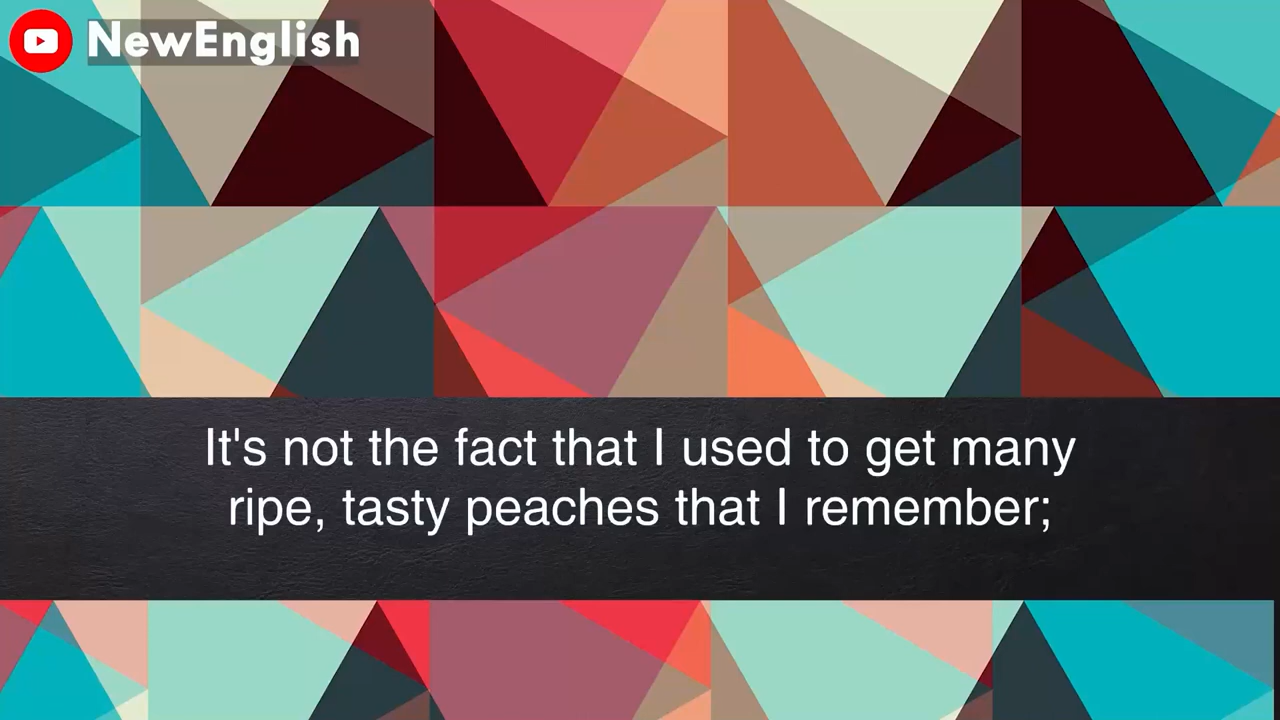 NewEnglish
It's not the fact that I used to get many
ripe, tasty peaches that I remember;